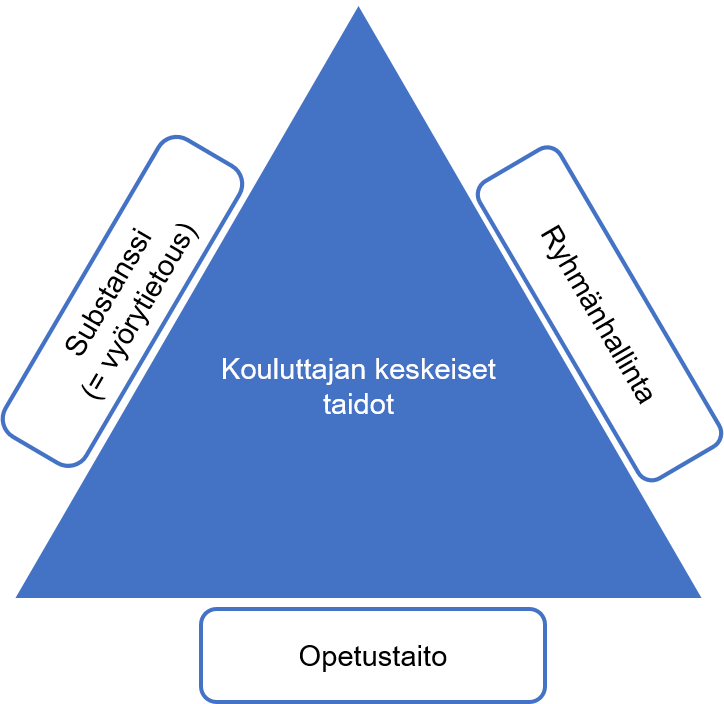 Substanssi
(= vyörytietous)
Ryhmänhallinta
Kouluttajan keskeiset
taidot
Opetustaito